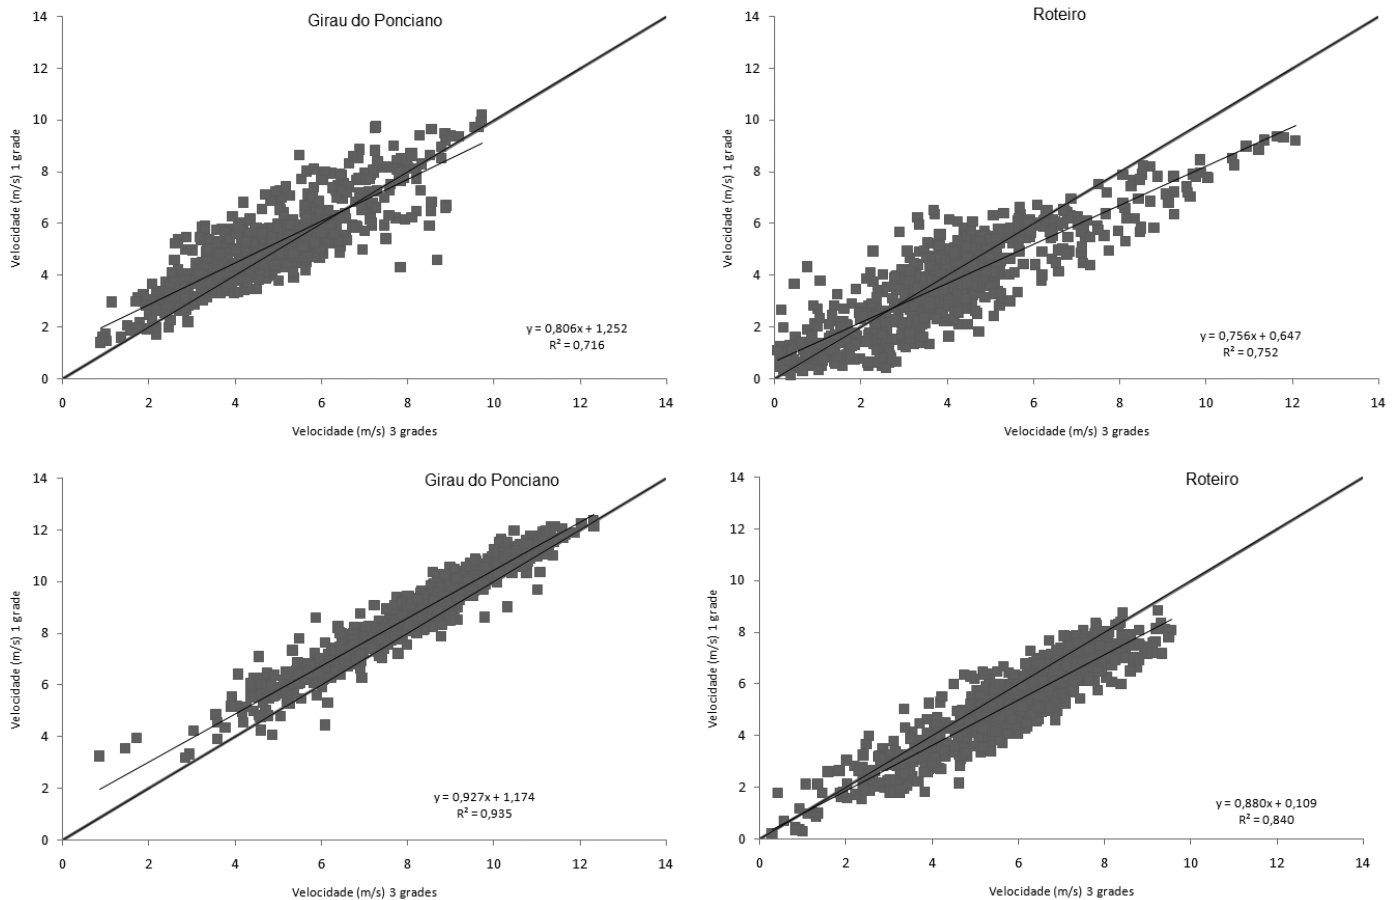 Girau do Ponciano
14
12
10
8
6
4
2
0
Velocidade (m/s) 1 grade
y = 0,806x + 1,252
R² = 0,716
0 2 4 6 8 10 12 14
Velocidade (m/s) 3 grades
Roteiro
14
12
10
8
6
4
2
0
Velocidade (m/s) 1 grade
y = 0,756x + 0,647
R² = 0,752
0 2 4 6 8 10 12 14
Velocidade (m/s) 3 grades
Girau do Ponciano
14
12
10
8
6
4
2
0
Velocidade (m/s) 1 grade
y = 0,927x + 1,174
R² = 0,935
0 2 4 6 8 10 12 14
Velocidade (m/s) 3 grades
Roteiro
14
12
10
8
6
4
2
0
Velocidade (m/s) 1 grade
y = 0,880x + 0,109
R² = 0,840
0 2 4 6 8 10 12 14
Velocidade (m/s) 3 grades